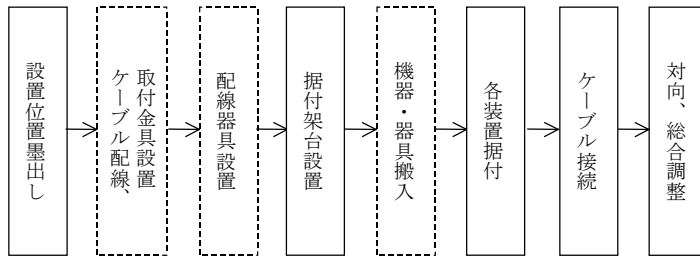 設置位置墨出し
取付金具設置
ケーブル配線、
配線器具設置
据付架台設置
機器・器具搬入
各装置据付
ケーブル接続
対向、総合調整